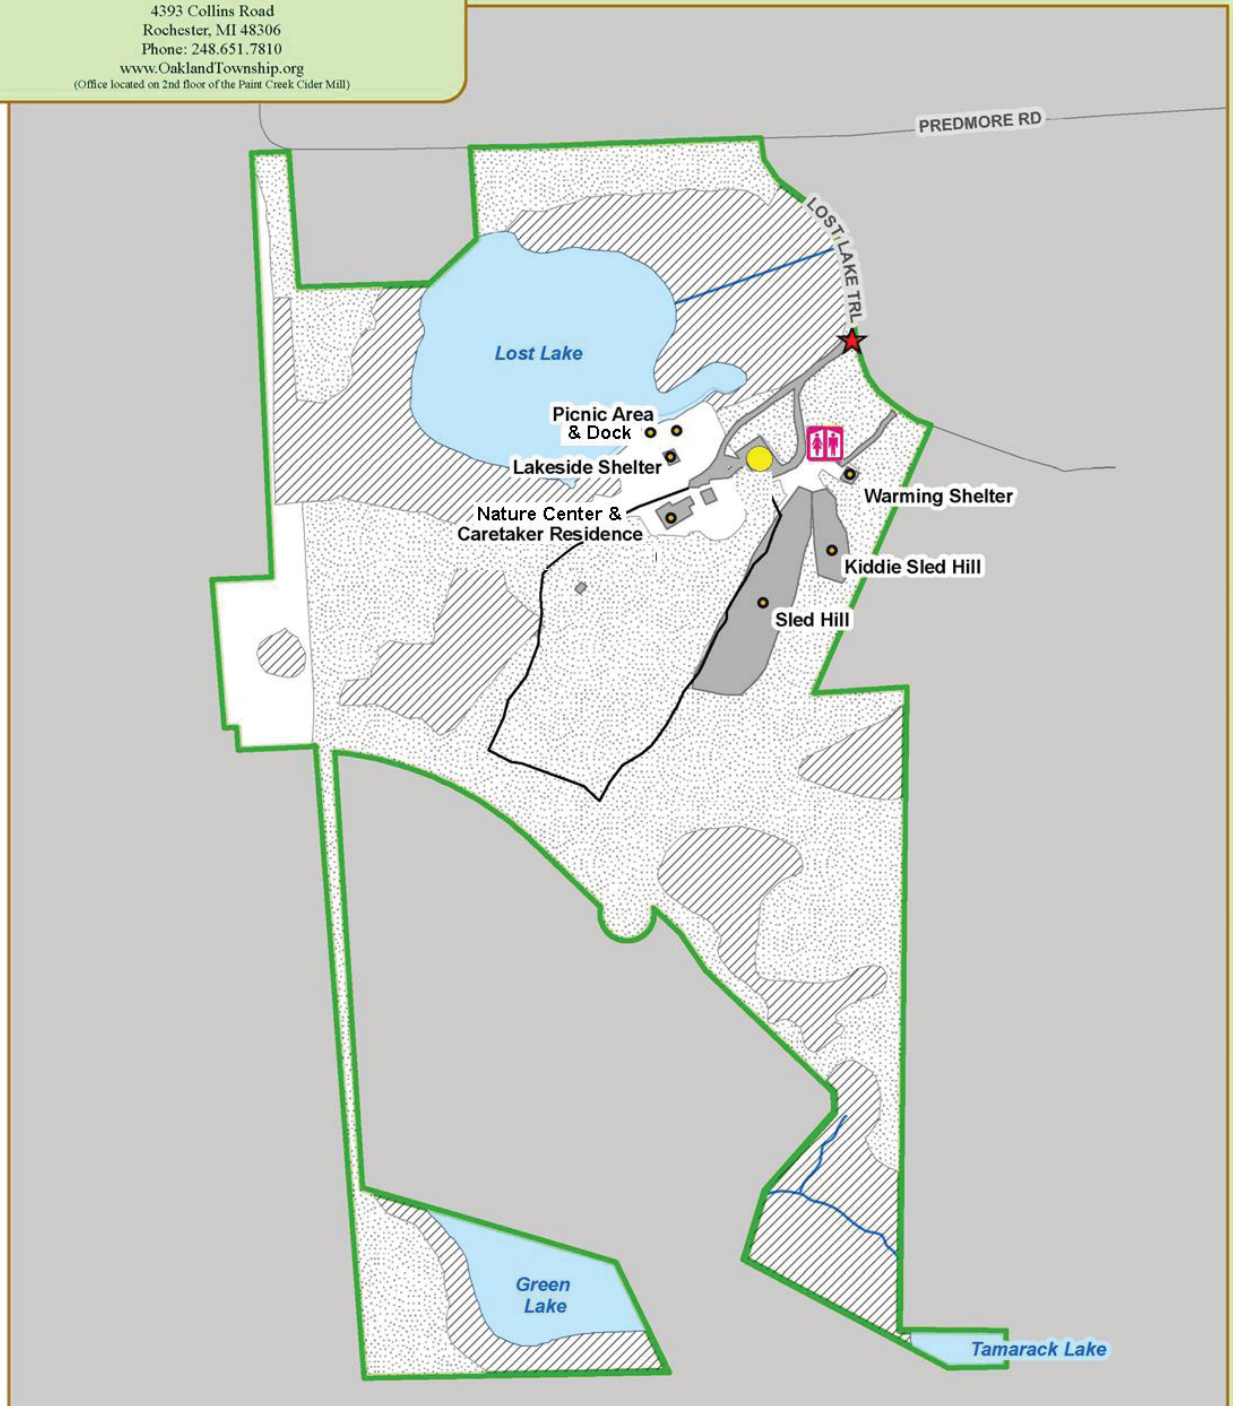 4393 Collins Road
Rochester, MI 48306
Phone: 248.651.7810
www.OaklandTownship.org
(Office located on 2nd floor of the Paint Creek Cider Mill)
PREDMORE RD
LOST LAKE TRL
Lost Lake
Picnic Area
& Dock
Lakeside Shelter
Warming Shelter
Nature Center &
Caretaker Residence
Kiddie Sled Hill
Sled Hill
Green
Lake
Tamarack Lake